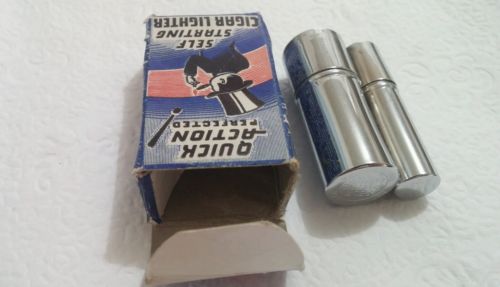 QUICK
ACTION
PERFECTED
SELF
STARTING
CIGAR LIGHTER